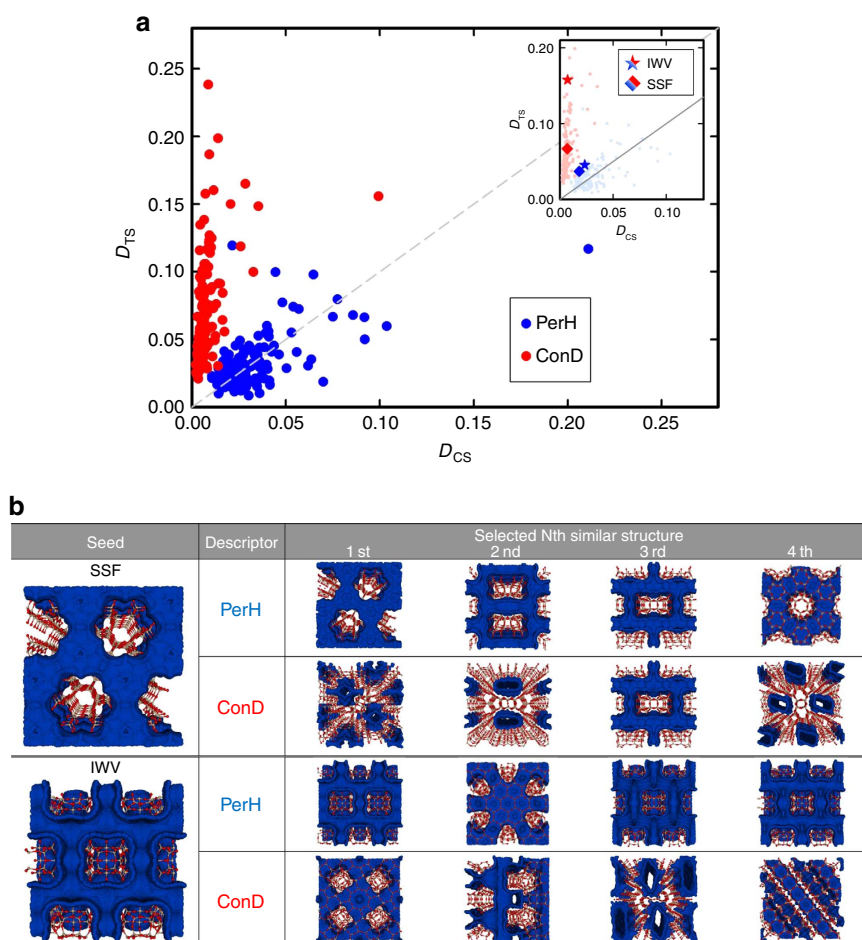 a
0.25
0.20
0.15
0.10
0.05
0.00
D_TS
0.00 0.05 0.10 0.15 0.20 0.25
D_CS
PerH
ConD
0.20
0.10
0.00
D_TS
0.00 0.05 0.10
D_CS
IWV
SSF
b
Seed Descriptor Selected Nth similar structure
1 st 2 nd 3 rd 4 th
SSF
PerH
ConD
IWV
PerH
ConD